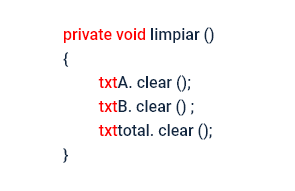 private void limpiar ()
{
txtA. clear ();
txtB. clear () ;
txttotal. clear ();
}